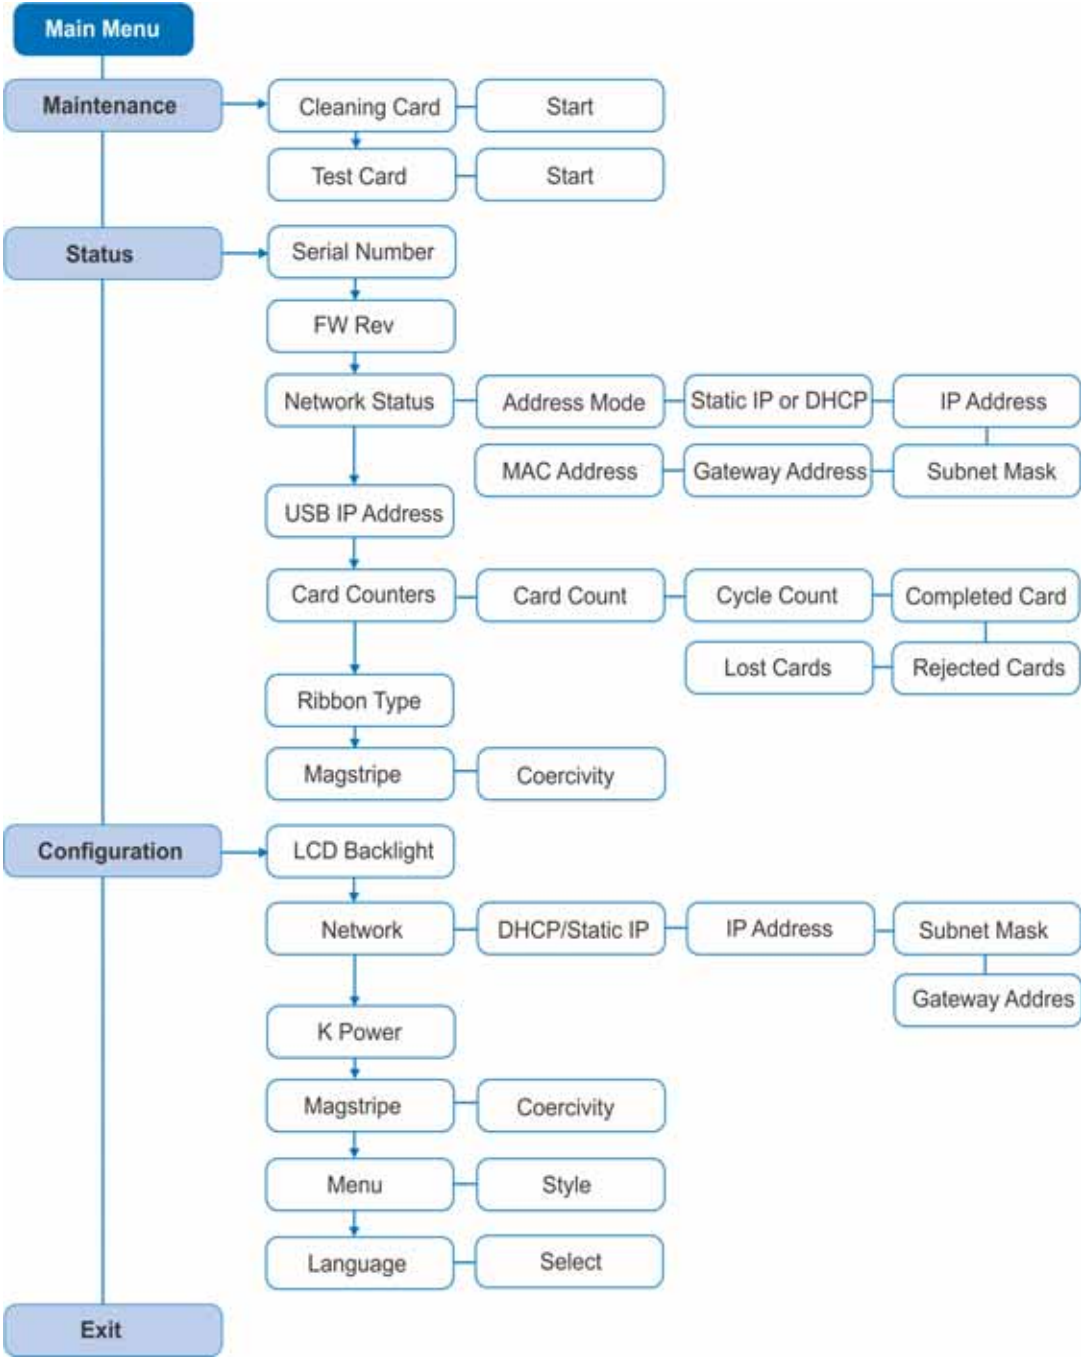 Main Menu
Maintenance
Cleaning Card
Start
Test Card
Start
Status
Serial Number
FW Rev
Network Status
Address Mode
Static IP or DHCP
IP Address
MAC Address
Gateway Address
Subnet Mask
USB IP Address
Card Counters
Card Count
Cycle Count
Completed Card
Lost Cards
Rejected Cards
Ribbon Type
Magstripe
Coercivity
Configuration
LCD Backlight
Network
DHCP/Static IP
IP Address
Subnet Mask
Gateway Addres
K Power
Magstripe
Coercivity
Menu
Style
Language
Select
Exit